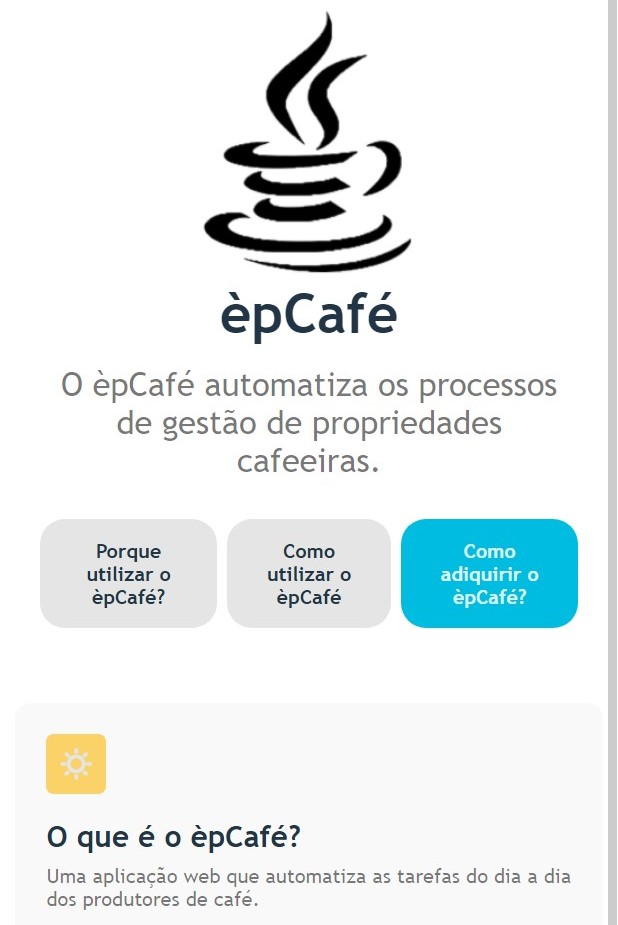 èpCafé
O èpCafé automatiza os processos
de gestão de propriedades
cafeeiras.
Porque
utilizar o
èpCafé?
Como
utilizar o
èpCafé
Como
adiquirir o
èpCafé?
O que é o èpCafé?
Uma aplicação web que automatiza as tarefas do dia a dia
dos produtores de café.